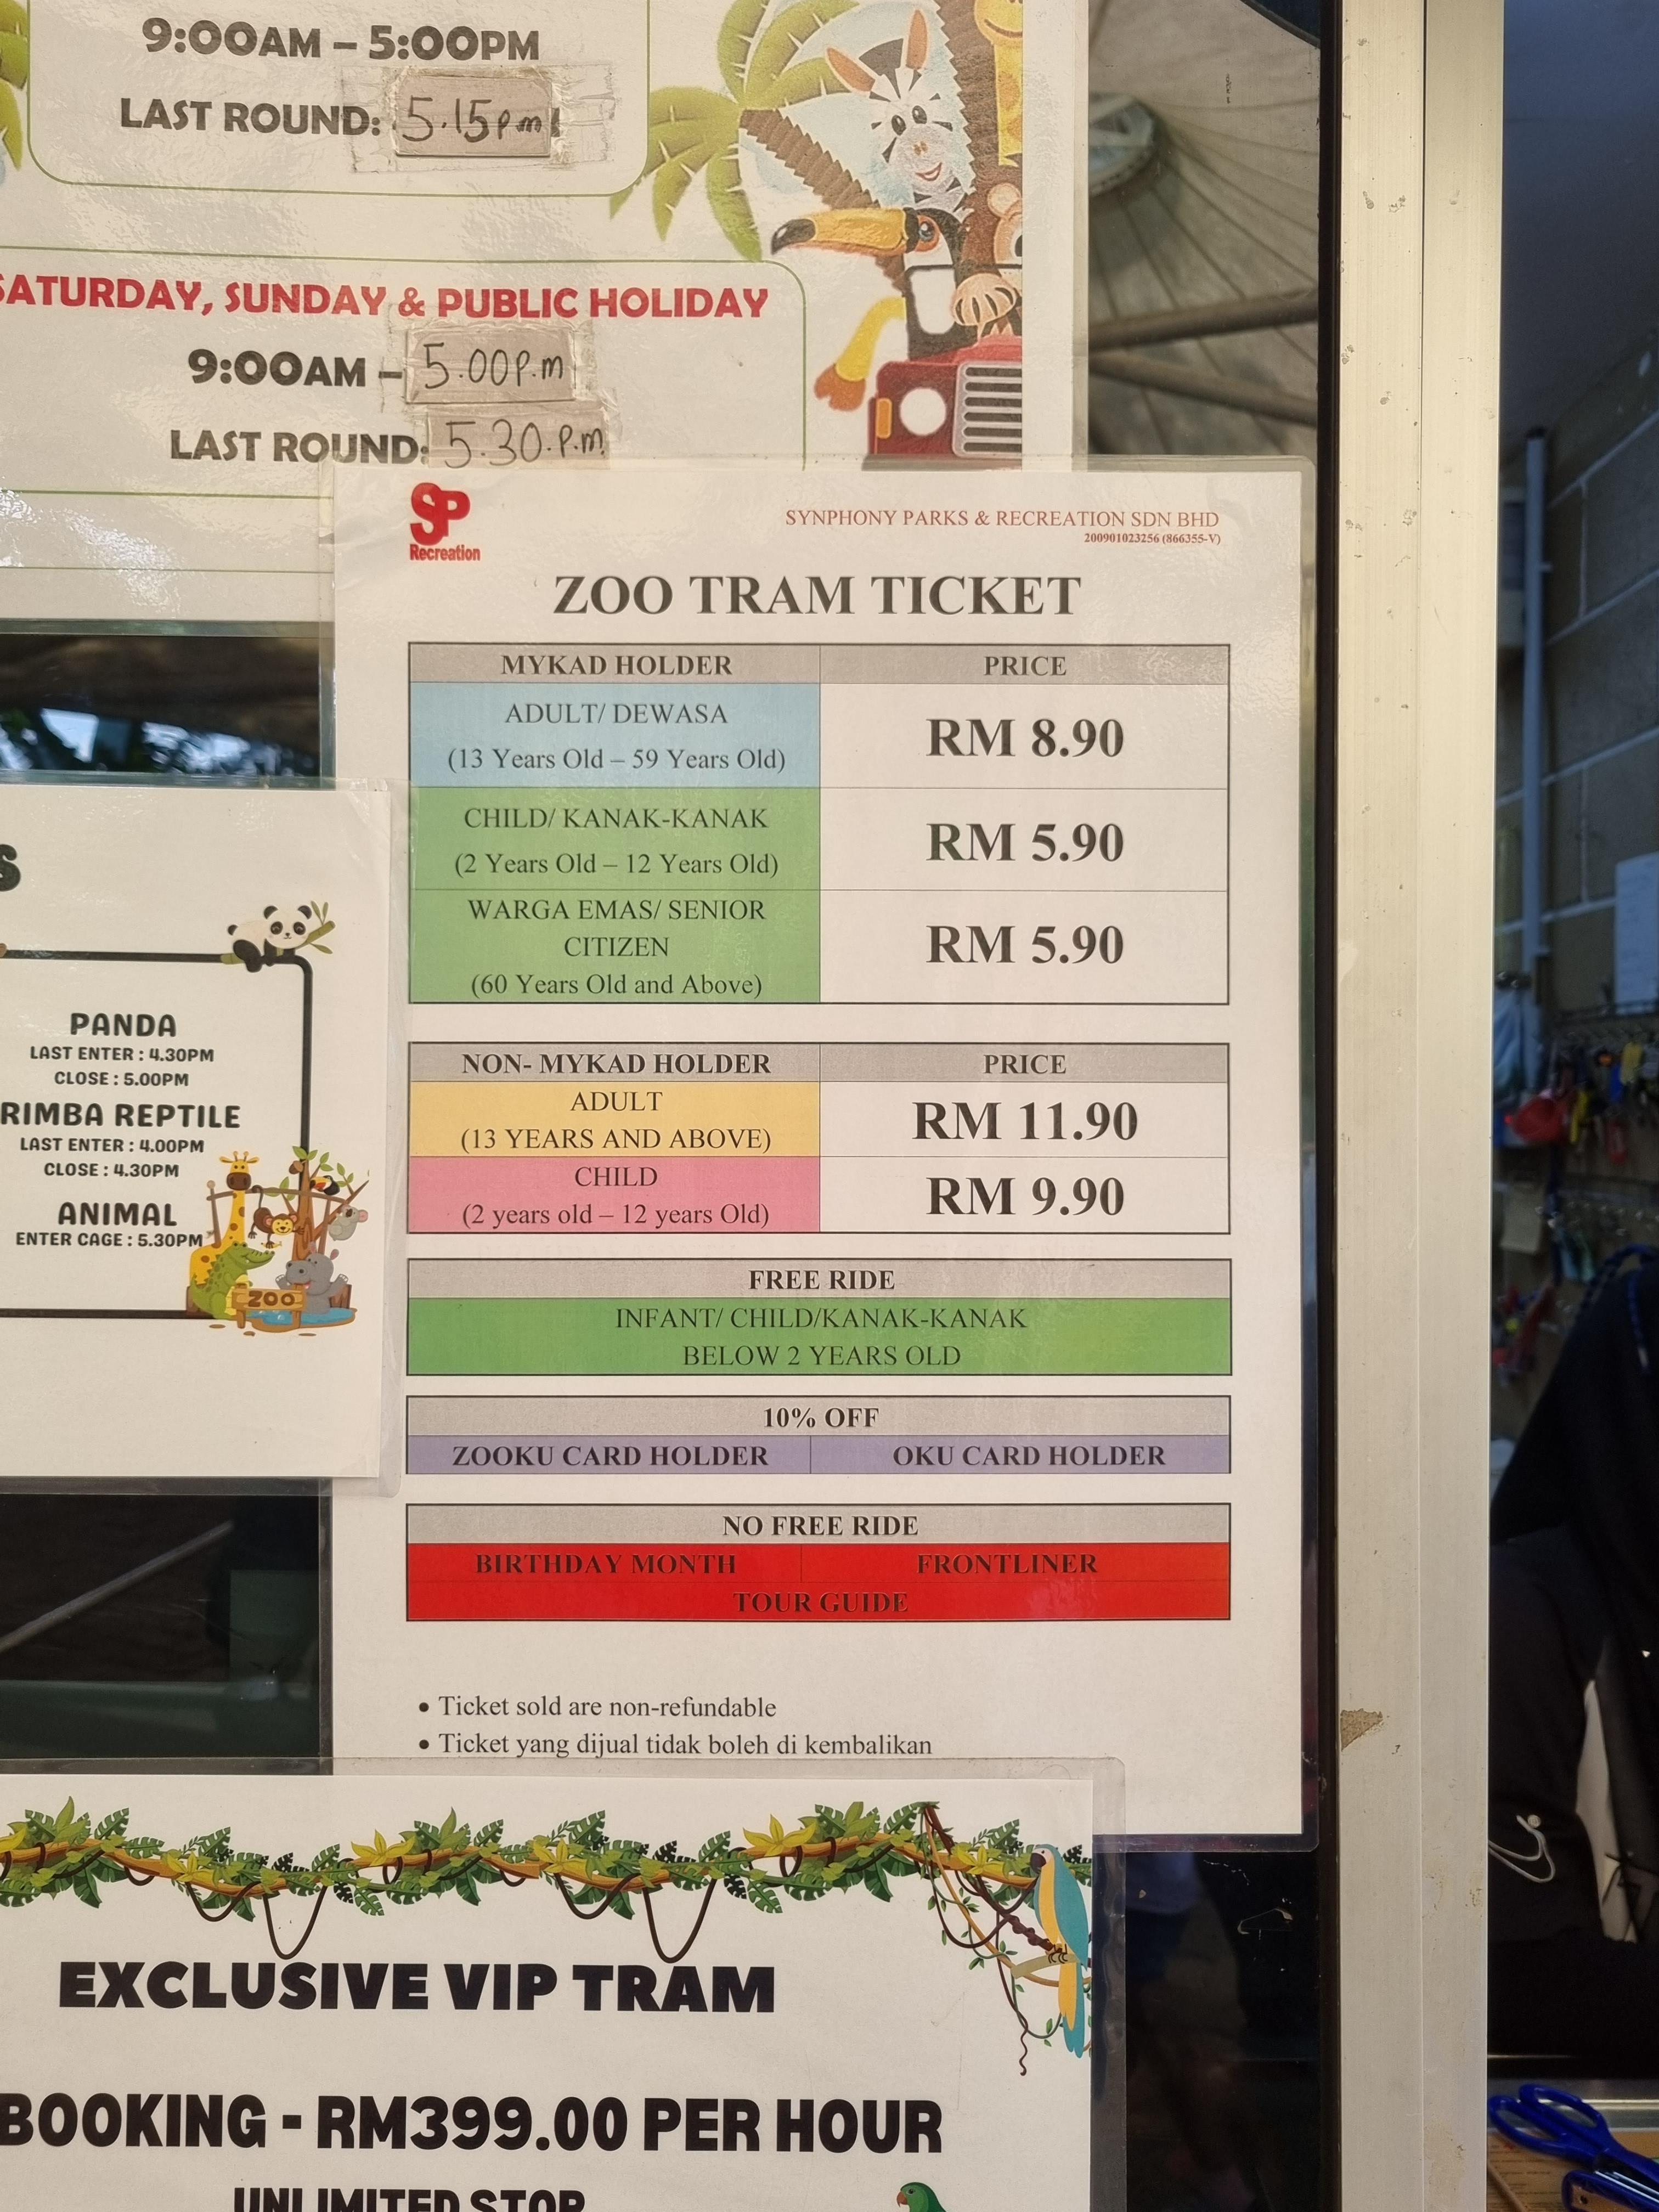 9:00AM – 5:00PM
LAST ROUND: 5.15pm
SATURDAY, SUNDAY & PUBLIC HOLIDAY
9:00AM – 5.00P.m
LAST ROUND: 5.30.P.m
SP
Recreation
SYNPHONY PARKS & RECREATION SDN BHD
200901023256 (866355-V)
ZOO TRAM TICKET
MYKAD HOLDER PRICE
ADULT/ DEWASA
(13 Years Old – 59 Years Old)
RM 8.90
CHILD/ KANAK-KANAK
(2 Years Old – 12 Years Old)
RM 5.90
WARGA EMAS/ SENIOR
CITIZEN
(60 Years Old and Above)
RM 5.90
NON- MYKAD HOLDER PRICE
ADULT
(13 YEARS AND ABOVE)
RM 11.90
CHILD
(2 years old – 12 years Old)
RM 9.90
FREE RIDE
INFANT/ CHILD/KANAK-KANAK
BELOW 2 YEARS OLD
10% OFF
ZOOKU CARD HOLDER OKU CARD HOLDER
NO FREE RIDE
BIRTHDAY MONTH FRONTLINER
TOUR GUIDE
• Ticket sold are non-refundable
• Ticket yang dijual tidak boleh di kembalikan
S
PANDA
LAST ENTER : 4.30PM
CLOSE : 5.00PM
RIMBA REPTILE
LAST ENTER : 4.00PM
CLOSE : 4.30PM
ANIMAL
ENTER CAGE : 5.30PM
ZOO
EXCLUSIVE VIP TRAM
BOOKING - RM399.00 PER HOUR
UNLIMITED STOP